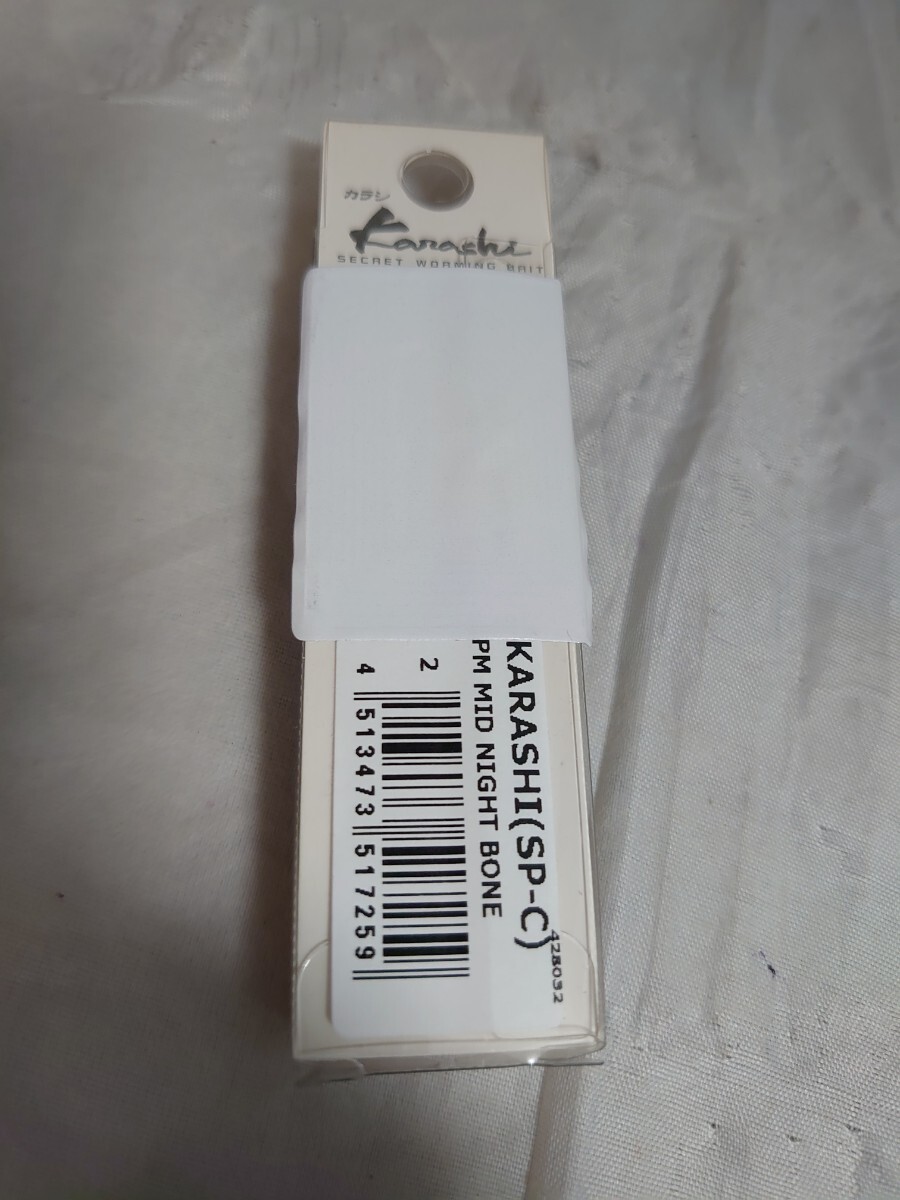 カラシ
Karashi
SECRET WORMING BAIT
KARASHI(SP-C)
PM MID NIGHT BONE
2
4 513473 517259
428032